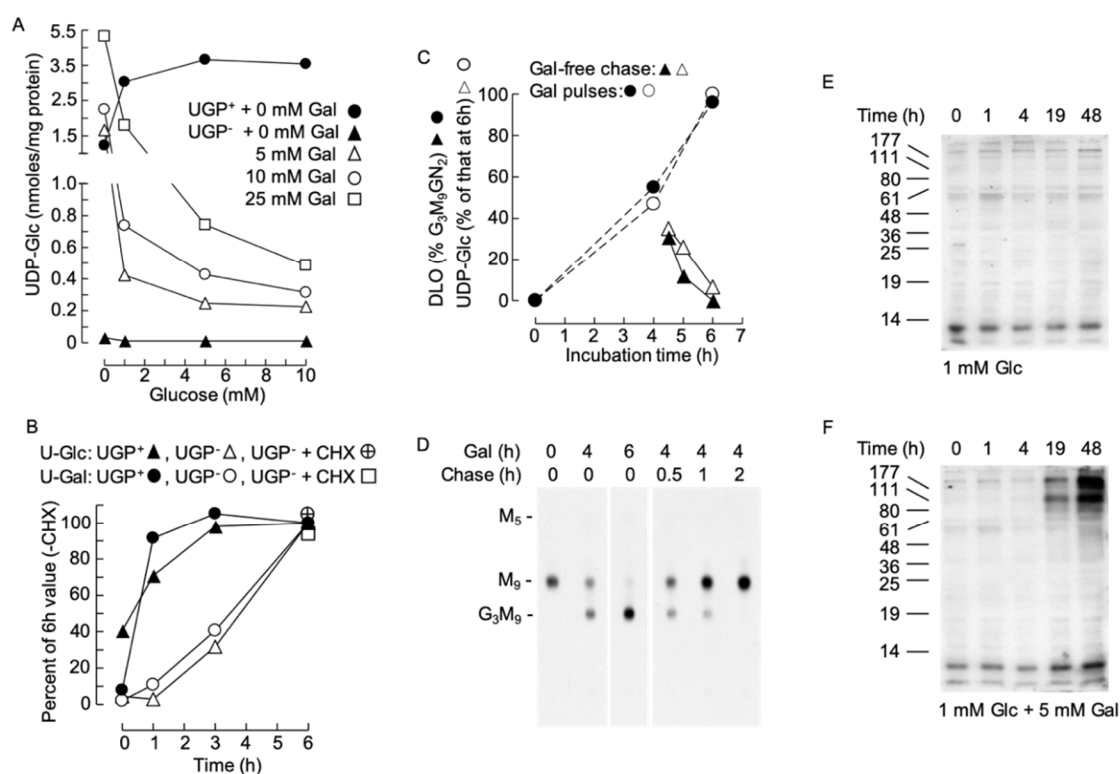 A
UDP-Glc (nmoles/mg protein)
5.5
3.5
2.5
1.5
1.0
0.8
0.6
0.4
0.2
0
UGP+ + 0 mM Gal
UGP- + 0 mM Gal
5 mM Gal
10 mM Gal
25 mM Gal
0 2 4 6 8 10
Glucose (mM)
B
U-Glc: UGP+ , UGP- , UGP- + CHX
U-Gal: UGP+ , UGP- , UGP- + CHX
Percent of 6h value (-CHX)
100
80
60
40
20
0
0 1 3 6
Time (h)
C
DLO (% G3M9GN2)
UDP-Glc (% of that at 6h)
Gal-free chase:
Gal pulses:
100
80
60
40
20
0
0 1 2 3 4 5 6 7
Incubation time (h)
D
Gal (h) 0 4 6 4 4 4
Chase (h) 0 0 0 0.5 1 2
M5 -
M9 -
G3M9 -
E
Time (h) 0 1 4 19 48
177
111
80
61
48
36
25
19
14
1 mM Glc
F
Time (h) 0 1 4 19 48
177
111
80
61
48
36
25
19
14
1 mM Glc + 5 mM Gal